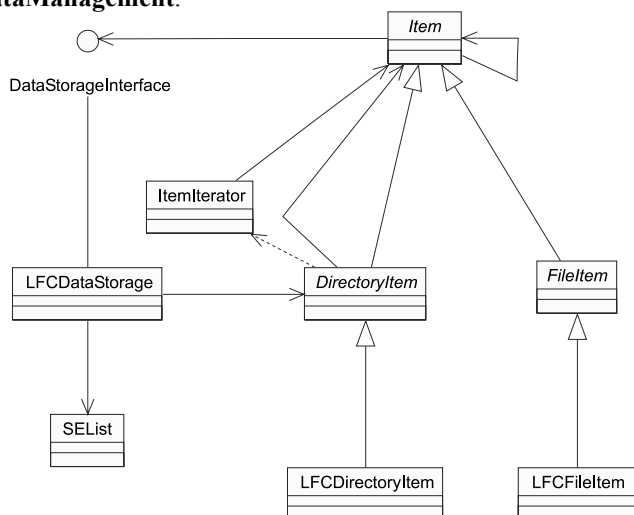 ataManagement.
Item
DataStorageInterface
ItemIterator
LFCDataStorage
DirectoryItem
FileItem
SEList
LFCDirectoryItem
LFCFileItem